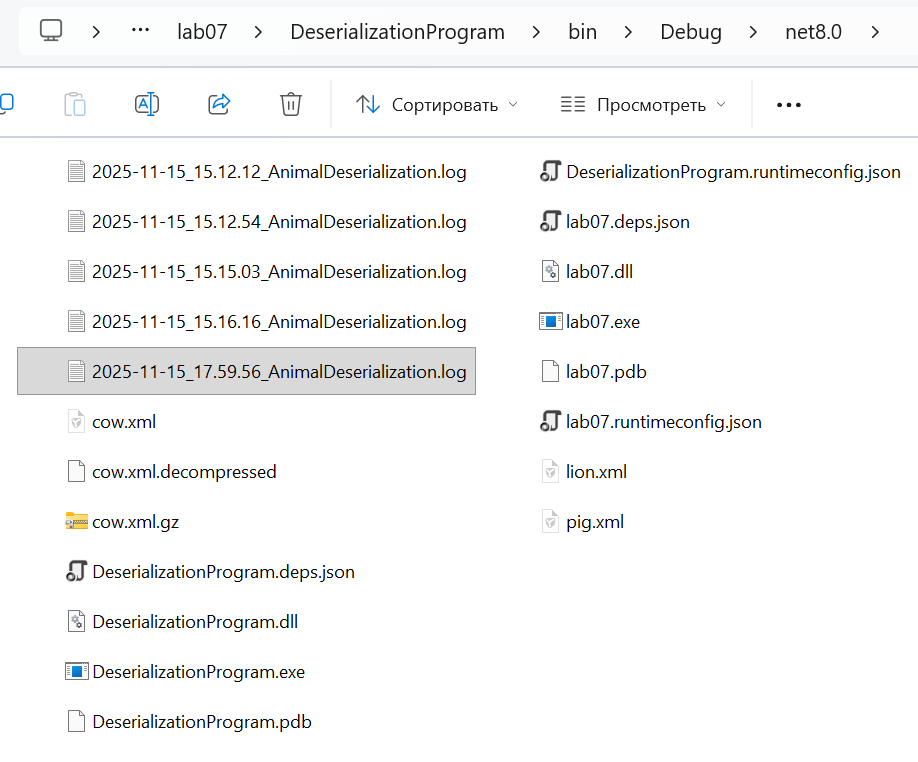 ... lab07 > DeserializationProgram > bin > Debug > net8.0 >
Сортировать Просмотреть ...
2025-11-15_15.12.12_AnimalDeserialization.log
2025-11-15_15.12.54_AnimalDeserialization.log
2025-11-15_15.15.03_AnimalDeserialization.log
2025-11-15_15.16.16_AnimalDeserialization.log
2025-11-15_17.59.56_AnimalDeserialization.log
cow.xml
cow.xml.decompressed
cow.xml.gz
DeserializationProgram.deps.json
DeserializationProgram.dll
DeserializationProgram.exe
DeserializationProgram.pdb
DeserializationProgram.runtimeconfig.json
lab07.deps.json
lab07.dll
lab07.exe
lab07.pdb
lab07.runtimeconfig.json
lion.xml
pig.xml